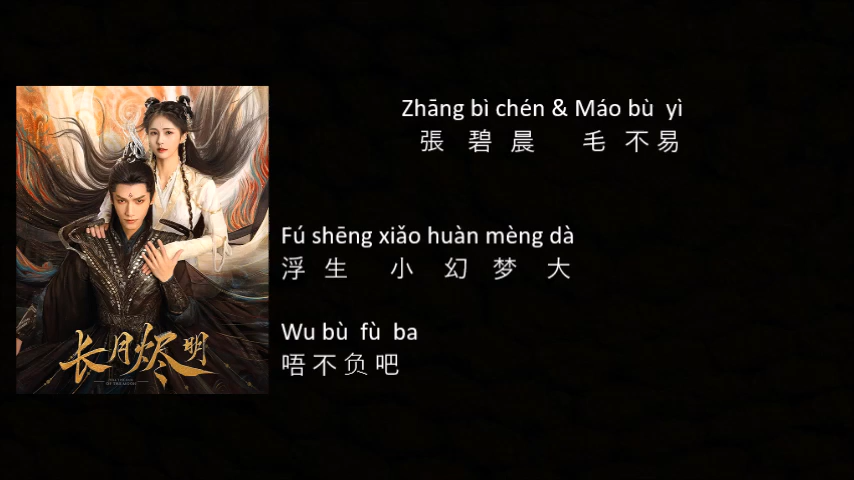 Zhāng bì chén & Máo bù yì
張 碧 晨 毛 不 易
Fú shēng xiǎo huàn mèng dà
浮 生 小 幻 梦 大
Wu bù fù ba
唔 不 负 吧
长月烬明